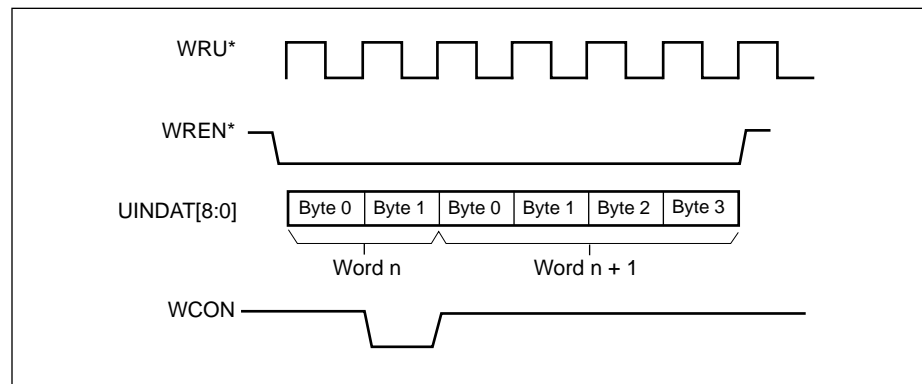 WRU*
WREN*
UINDAT[8:0]
Byte 0 Byte 1 Byte 0 Byte 1 Byte 2 Byte 3
Word n Word n + 1
WCON